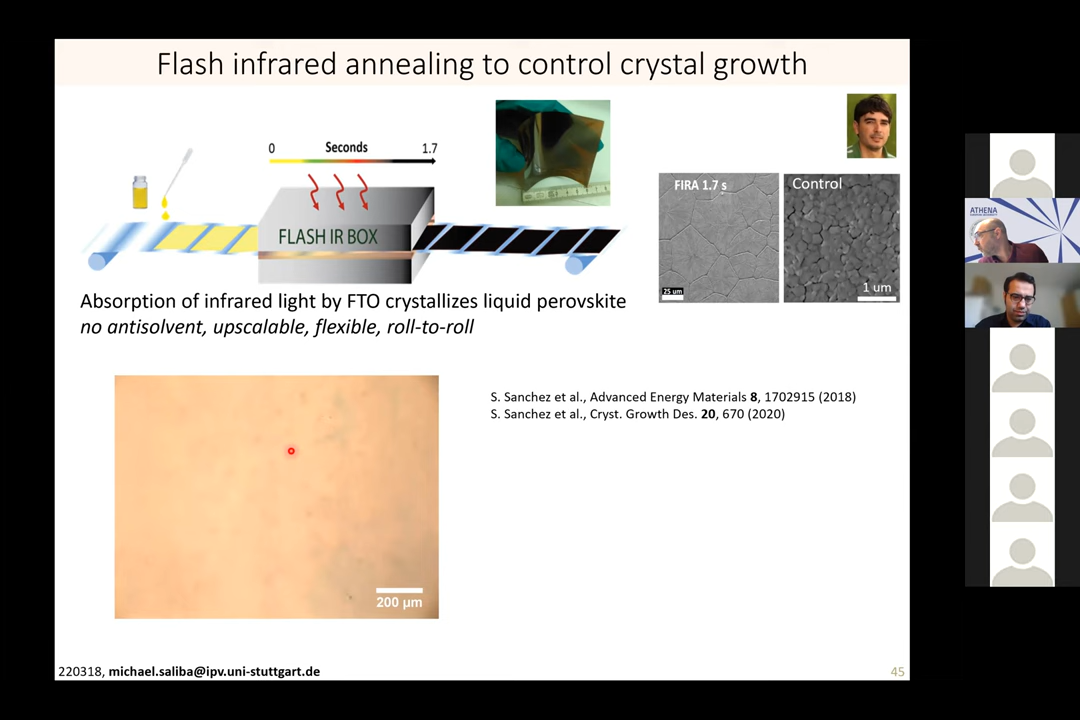 Flash infrared annealing to control crystal growth
0 Seconds 1.7
FLASH IR BOX
FIRA 1.7 s
25 um
Control
1 um
Absorption of infrared light by FTO crystallizes liquid perovskite
no antisolvent, upscalable, flexible, roll-to-roll
200 µm
S. Sanchez et al., Advanced Energy Materials 8, 1702915 (2018)
S. Sanchez et al., Cryst. Growth Des. 20, 670 (2020)
220318, michael.saliba@ipv.uni-stuttgart.de
45
ATHENA